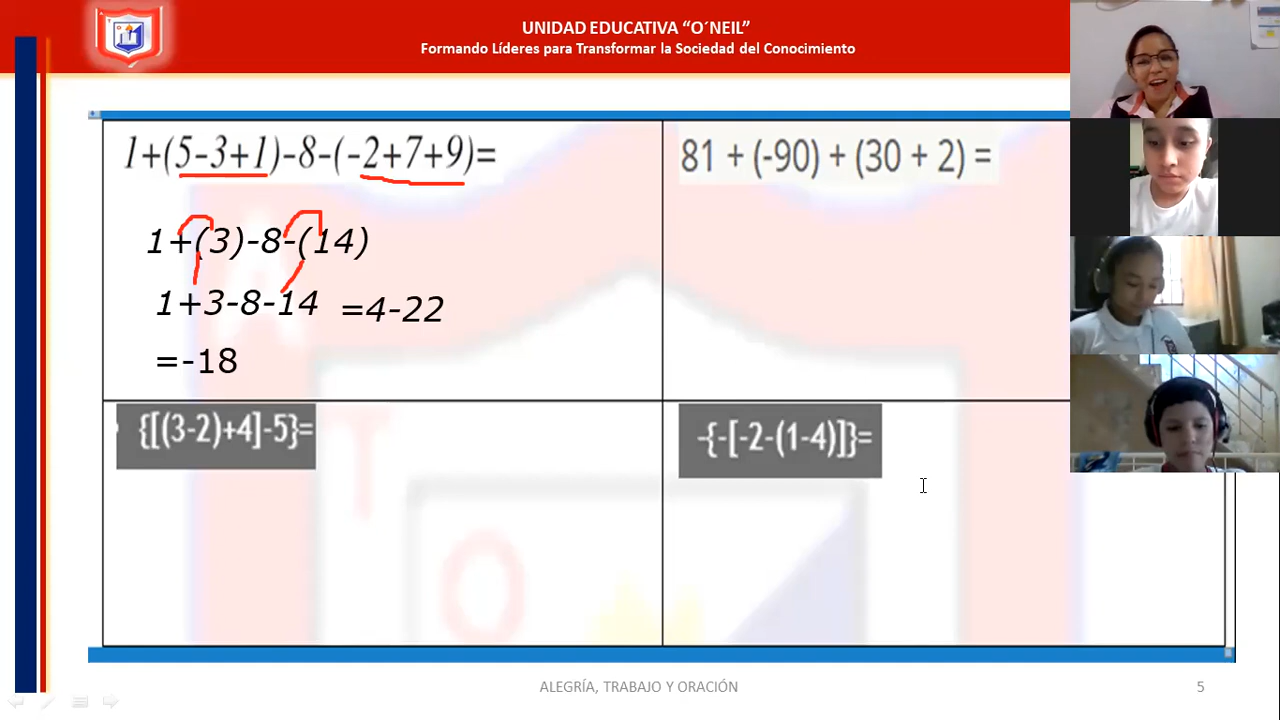 UNIDAD EDUCATIVA “O´NEIL”
Formando Líderes para Transformar la Sociedad del Conocimiento
1+(5-3+1)-8-(-2+7+9)=
1+(3)-8-(14)
1+3-8-14 =4-22
=-18
81 + (-90) + (30 + 2) =
{[(3-2)+4]-5}=
-{-[-2-(1-4)]}=
T
O
ALEGRÍA, TRABAJO Y ORACIÓN
5